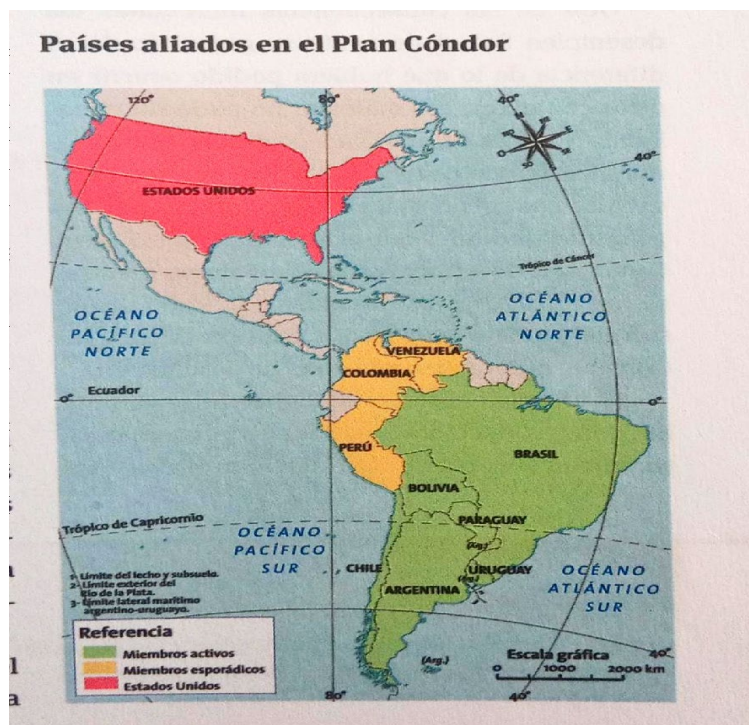 Países aliados en el Plan Cóndor
120°
80°
40°
40°
ESTADOS UNIDOS
Trópico de Cáncer
OCÉANO
PACÍFICO
NORTE
OCÉANO
ATLÁNTICO
NORTE
VENEZUELA
COLOMBIA
0°
Ecuador
0°
PERÚ
BRASIL
BOLIVIA
Trópico de Capricornio
PARAGUAY
OCÉANO
PACÍFICO
SUR
(Arg.)
CHILE
URUGUAY
(Arg.)
ARGENTINA
OCÉANO
ATLÁNTICO
SUR
1- Límite del lecho y subsuelo.
2- Límite exterior del
Río de la Plata.
3- Límite lateral marítimo
argentino-uruguayo.
Referencia
Miembros activos
Miembros esporádicos
Estados Unidos
(Arg.)
Escala gráfica
0 1000 2000 km
40°
80°
40°